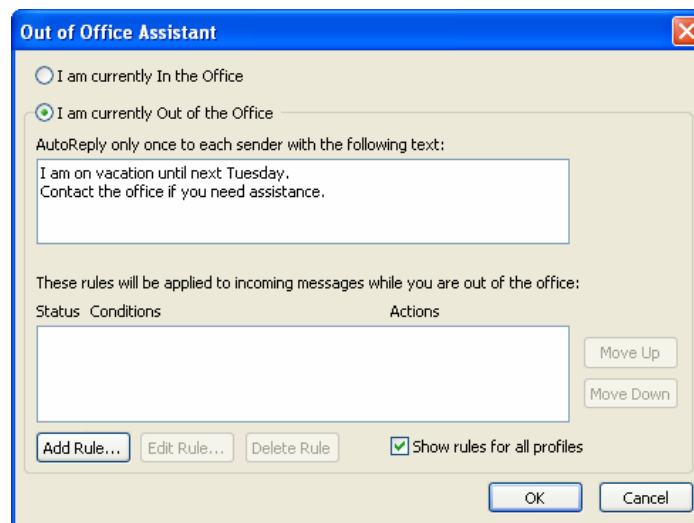 Out of Office Assistant
I am currently In the Office
I am currently Out of the Office
AutoReply only once to each sender with the following text:
I am on vacation until next Tuesday.
Contact the office if you need assistance.
These rules will be applied to incoming messages while you are out of the office:
Status Conditions Actions
Move Up
Move Down
Add Rule... Edit Rule... Delete Rule Show rules for all profiles
OK Cancel